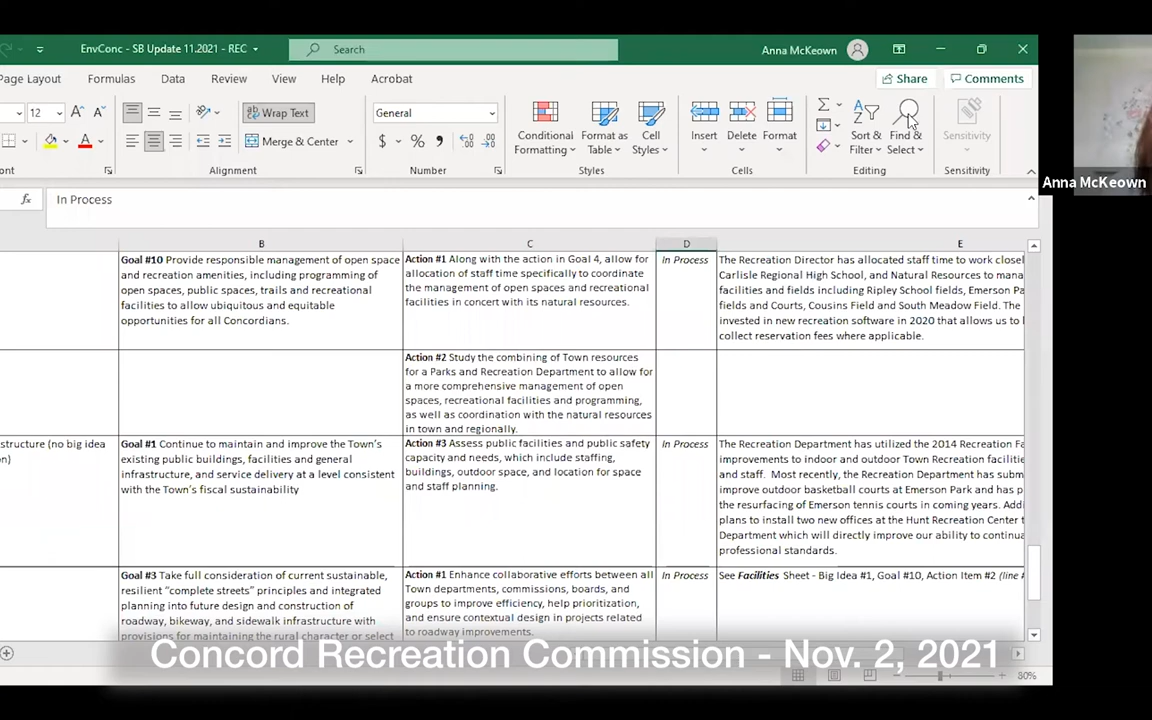 EnvConc - SB Update 11.2021 - REC
Search
Anna McKeown
Page Layout Formulas Data Review View Help Acrobat
Share Comments
12 A A ab Wrap Text General
Merge & Center $ % 9
Conditional Formatting
Format as Table
Cell Styles
Insert Delete Format
Sort & Filter
Find & Select
Sensitivity
Alignment Number Styles Cells Editing Sensitivity
Anna McKeown
fx In Process
B C D E
Goal #10 Provide responsible management of open space
and recreation amenities, including programming of
open spaces, public spaces, trails and recreational
facilities to allow ubiquitous and equitable
opportunities for all Concordians.
Action #1 Along with the action in Goal 4, allow for
allocation of staff time specifically to coordinate
the management of open spaces and recreational
facilities in concert with its natural resources.
In Process
The Recreation Director has allocated staff time to work closel
Carlisle Regional High School, and Natural Resources to mana
facilities and fields including Ripley School fields, Emerson Pa
fields and Courts, Cousins Field and South Meadow Field. The
invested in new recreation software in 2020 that allows us to
collect reservation fees where applicable.
Action #2 Study the combining of Town resources
for a Parks and Recreation Department to allow for
a more comprehensive management of open
spaces, recreational facilities and programming,
as well as coordination with the natural resources
in town and regionally.
structure (no big idea
n)
Goal #1 Continue to maintain and improve the Town's
existing public buildings, facilities and general
infrastructure, and service delivery at a level consistent
with the Town's fiscal sustainability
Action #3 Assess public facilities and public safety
capacity and needs, which include staffing,
buildings, outdoor space, and location for space
and staff planning.
In Process
The Recreation Department has utilized the 2014 Recreation Fa
improvements to indoor and outdoor Town Recreation facilitie
and staff. Most recently, the Recreation Department has subm
improve outdoor basketball courts at Emerson Park and has p
the resurfacing of Emerson tennis courts in coming years. Addi
plans to install two new offices at the Hunt Recreation Center
Department which will directly improve our ability to continua
professional standards.
Goal #3 Take full consideration of current sustainable,
resilient "complete streets" principles and integrated
planning into future design and construction of
roadway, bikeway, and sidewalk infrastructure with
provisions for maintaining the rural character or select
Action #1 Enhance collaborative efforts between all
Town departments, commissions, boards, and
groups to improve efficiency, help prioritization,
and ensure contextual design in projects related
to roadway improvements.
In Process
See Facilities Sheet - Big Idea #1, Goal #10, Action Item #2 (line
Concord Recreation Commission - Nov. 2, 2021
80%